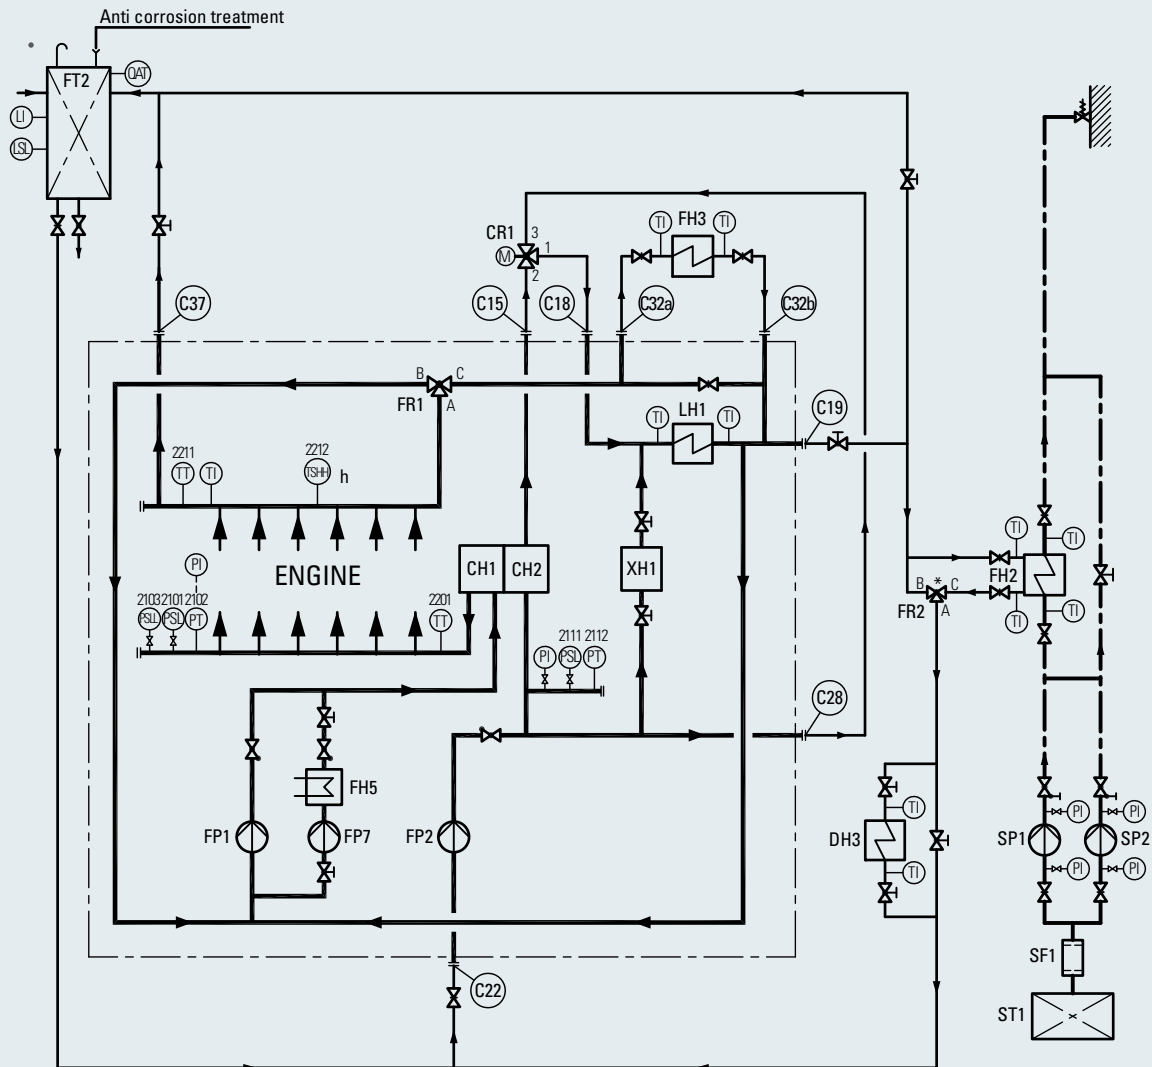 Anti corrosion treatment
FT2
QAT
LI
LSL
CR1
3
1
M
2
TI
FH3
TI
C37
C15
C18
C32a
C32b
B
C
FR1
A
LH1
TI
TI
C19
2211
TT
TI
2212
TSHH
h
PI
ENGINE
CH1
CH2
XH1
TI
TI
FH2
B
*
C
FR2
A
TI
TI
2103
2101
2102
PSLL
PSL
PT
2201
TT
2111
2112
PI
PSL
PT
C28
FH5
FP1
FP7
FP2
DH3
TI
TI
PI
PI
SP1
SP2
PI
PI
SF1
C22
ST1
x